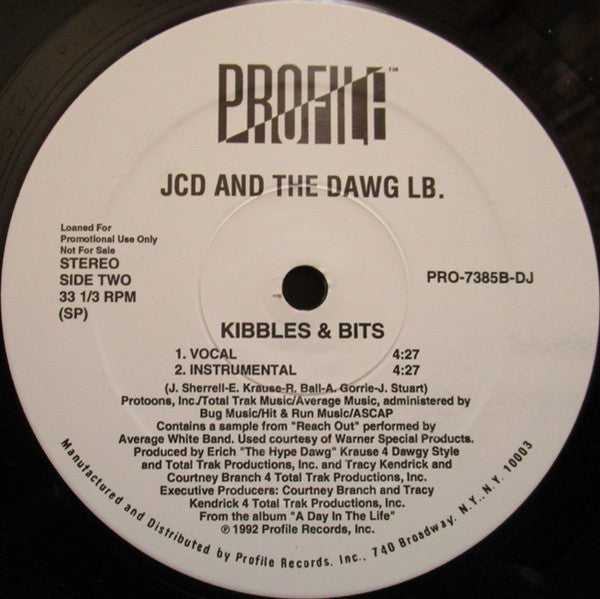 PROFILE™
JCD AND THE DAWG LB.
Loaned For
Promotional Use Only
Not For Sale
STEREO
SIDE TWO
33 1/3 RPM
(SP)
PRO-7385B-DJ
KIBBLES & BITS
1. VOCAL 4:27
2. INSTRUMENTAL 4:27
(J. Sherrell-E. Krause-R. Ball-A. Gorrie-J. Stuart)
Protoons, Inc./Total Trak Music/Average Music, administered by
Bug Music/Hit & Run Music/ASCAP
Contains a sample from "Reach Out" performed by
Average White Band. Used courtesy of Warner Special Products.
Produced by Erich "The Hype Dawg" Krause 4 Dawgy Style
and Total Trak Productions, Inc. and Tracy Kendrick and
Courtney Branch 4 Total Trak Productions, Inc.
Executive Producers: Courtney Branch and Tracy
Kendrick 4 Total Trak Productions, Inc.
From the album "A Day In The Life"
℗ 1992 Profile Records, Inc.
Manufactured and Distributed by Profile Records, Inc., 740 Broadway, N.Y., N.Y. 10003